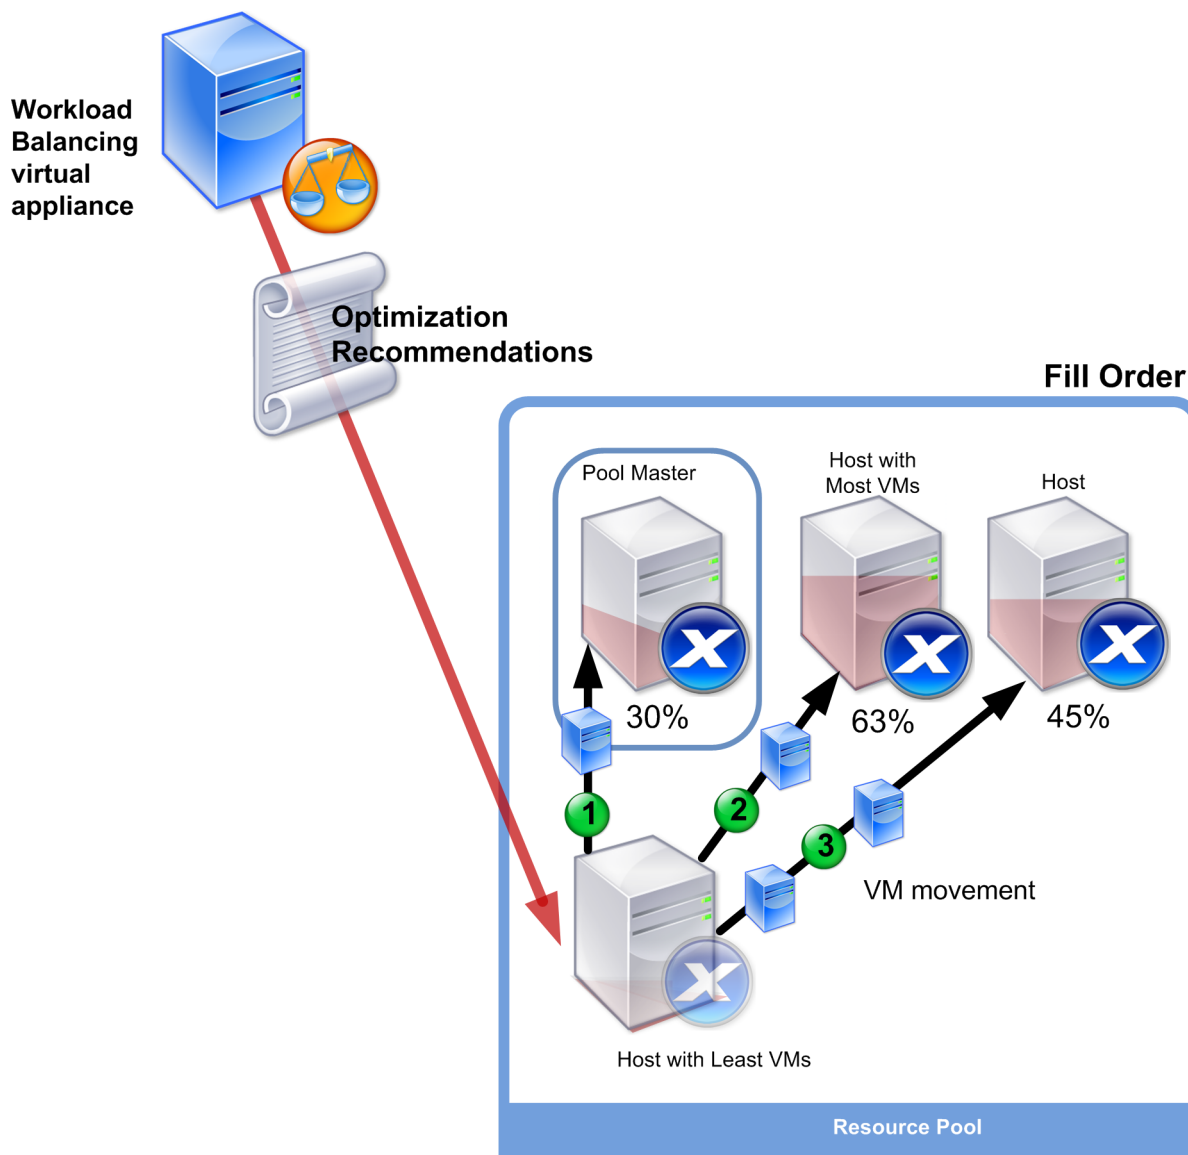 Workload
Balancing
virtual
appliance
Optimization
Recommendations
Fill Order
Pool Master
Host with
Most VMs
Host
X
X
X
30%
63%
45%
1
2
3
VM movement
X
Host with Least VMs
Resource Pool